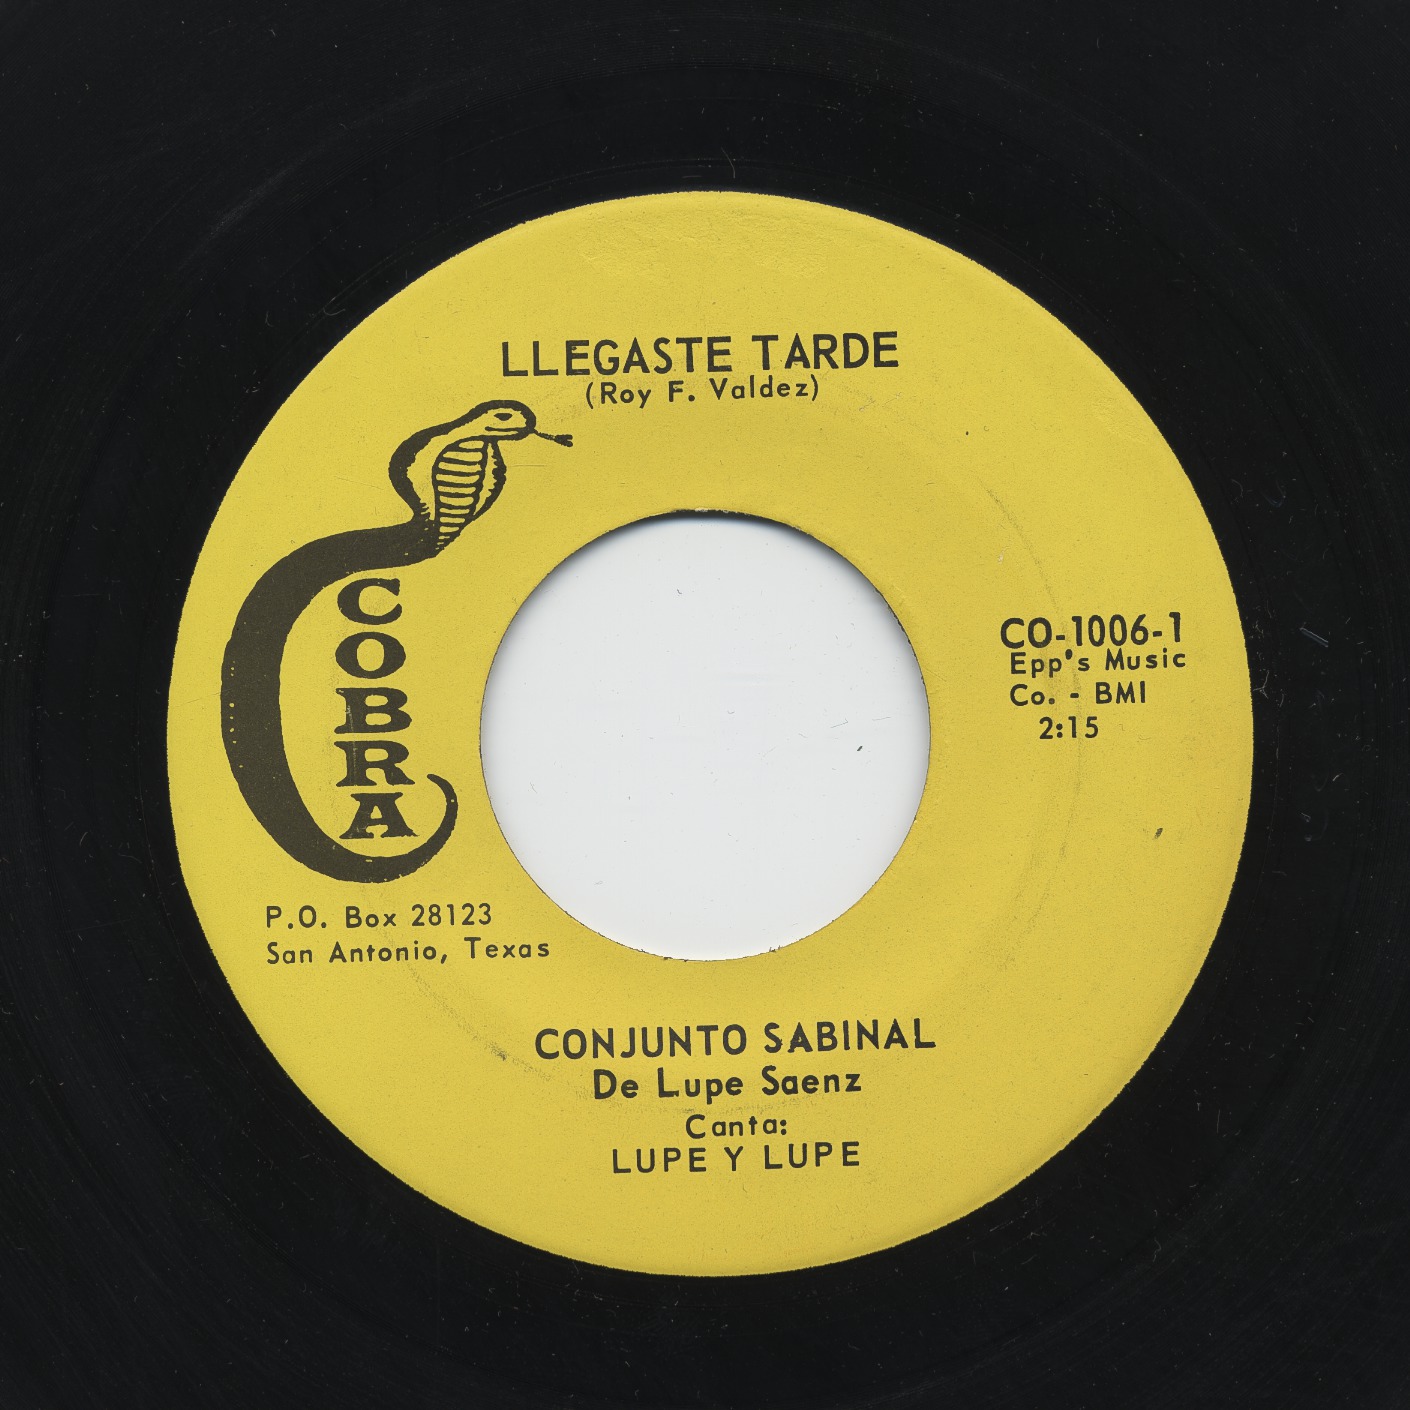 LLEGASTE TARDE
(Roy F. Valdez)
COBRA
CO-1006-1
Epp's Music
Co. - BMI
2:15
P.O. Box 28123
San Antonio, Texas
CONJUNTO SABINAL
De Lupe Saenz
Canta:
LUPE Y LUPE